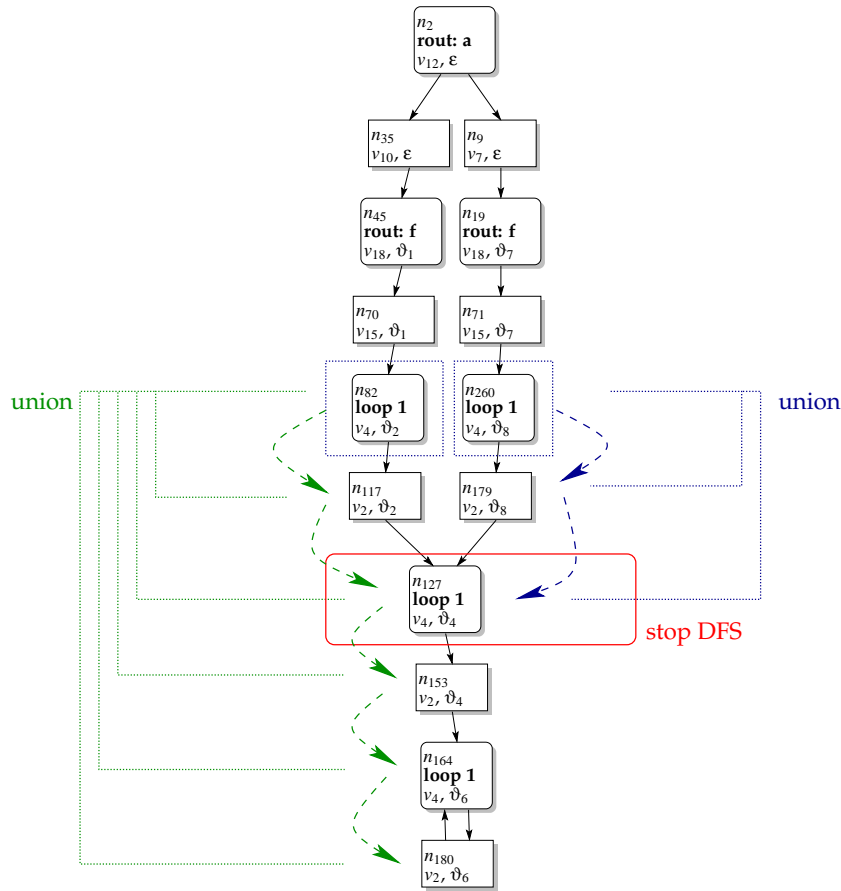 n₂
rout: a
v₁₂, ε
n₃₅
v₁₀, ε
n₉
v₇, ε
n₄₅
rout: f
v₁₈, ϑ₁
n₁₉
rout: f
v₁₈, ϑ₇
n₇₀
v₁₅, ϑ₁
n₇₁
v₁₅, ϑ₇
union
n₈₂
loop 1
v₄, ϑ₂
n₂₆₀
loop 1
v₄, ϑ₈
union
n₁₁₇
v₂, ϑ₂
n₁₇₉
v₂, ϑ₈
n₁₂₇
loop 1
v₄, ϑ₄
stop DFS
n₁₅₃
v₂, ϑ₄
n₁₆₄
loop 1
v₄, ϑ₆
n₁₈₀
v₂, ϑ₆